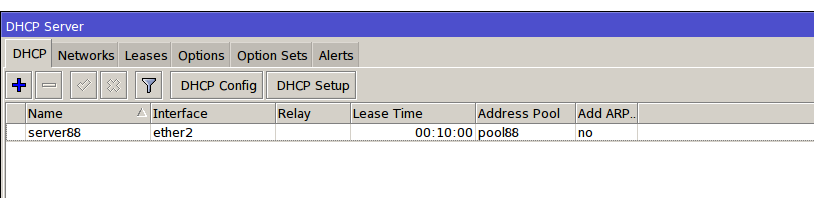 DHCP Server
DHCP Networks Leases Options Option Sets Alerts
DHCP Config DHCP Setup
Name Interface Relay Lease Time Address Pool Add ARP..
server88 ether2 00:10:00 pool88 no